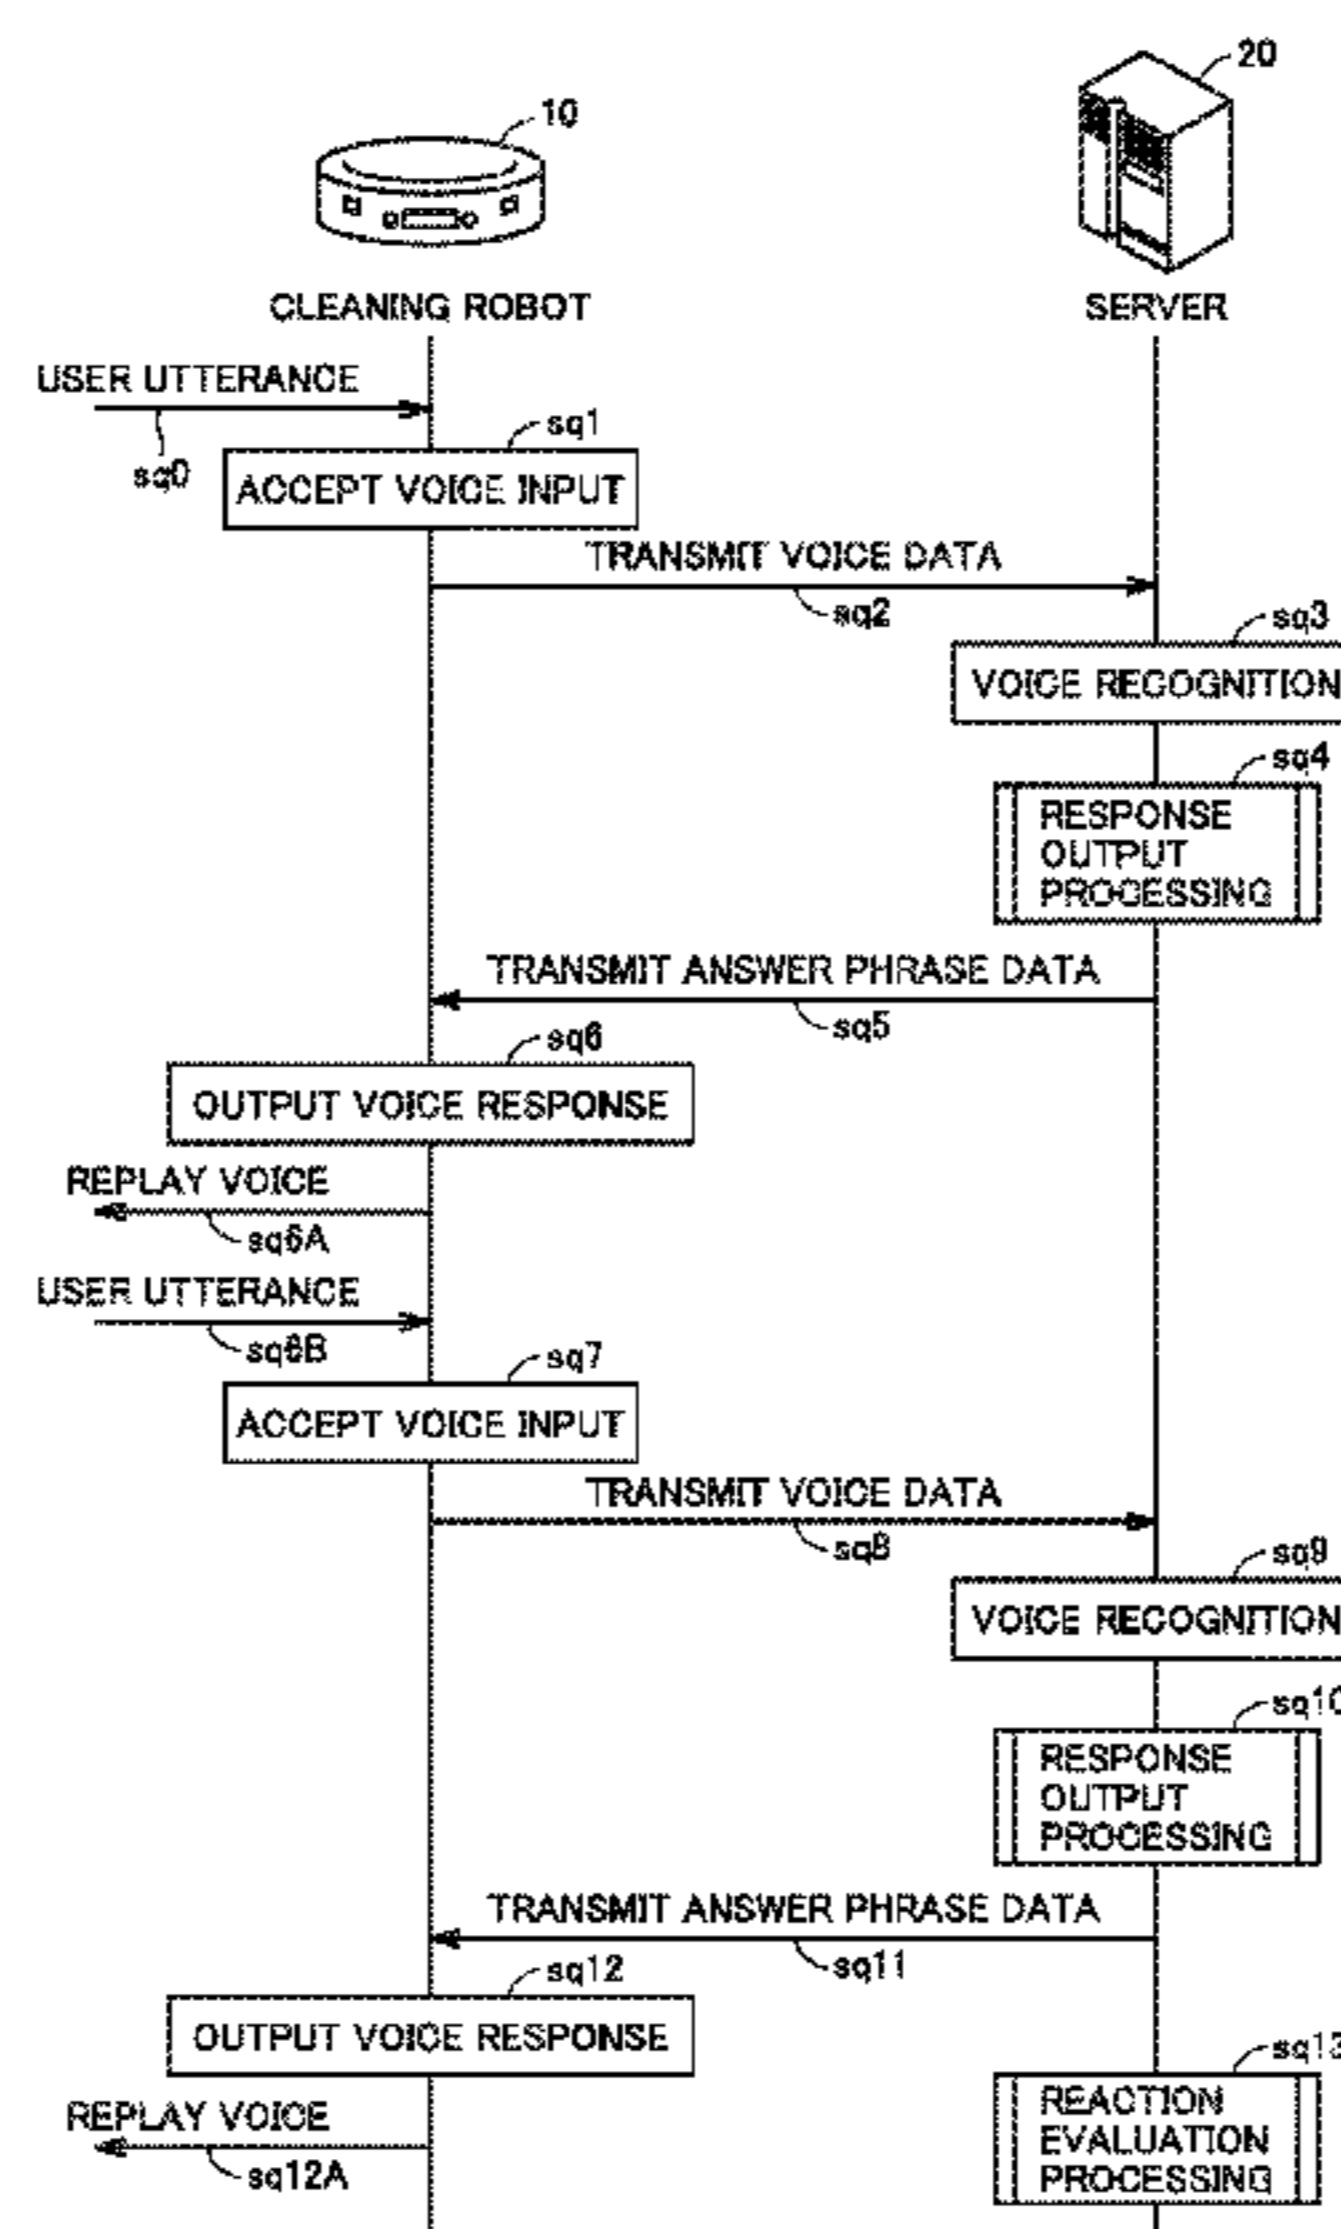 20
10
CLEANING ROBOT
SERVER
USER UTTERANCE
sq0
sq1
ACCEPT VOICE INPUT
TRANSMIT VOICE DATA
sq2
sq3
VOICE RECOGNITION
sq4
RESPONSE
OUTPUT
PROCESSING
TRANSMIT ANSWER PHRASE DATA
sq5
sq6
OUTPUT VOICE RESPONSE
REPLAY VOICE
sq6A
USER UTTERANCE
sq6B
sq7
ACCEPT VOICE INPUT
TRANSMIT VOICE DATA
sq8
sq9
VOICE RECOGNITION
sq10
RESPONSE
OUTPUT
PROCESSING
TRANSMIT ANSWER PHRASE DATA
sq11
sq12
OUTPUT VOICE RESPONSE
sq13
REACTION
EVALUATION
PROCESSING
REPLAY VOICE
sq12A